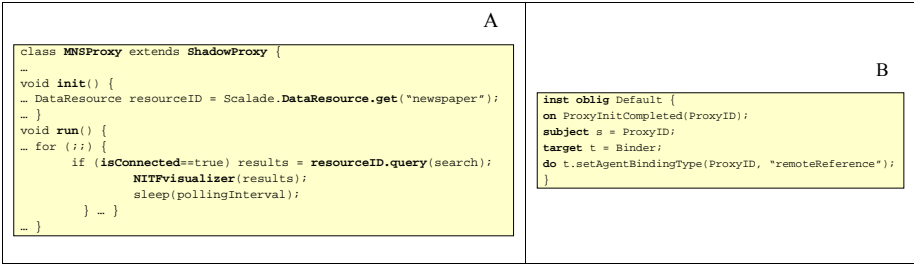 A
class MNSProxy extends ShadowProxy {
…
void init() {
… DataResource resourceID = Scalade.DataResource.get(“newspaper”);
… }
void run() {
… for (;;) {
if (isConnected==true) results = resourceID.query(search);
NITFvisualizer(results);
sleep(pollingInterval);
} … }
… }
B
inst oblig Default {
on ProxyInitCompleted(ProxyID);
subject s = ProxyID;
target t = Binder;
do t.setAgentBindingType(ProxyID, “remoteReference”);
}